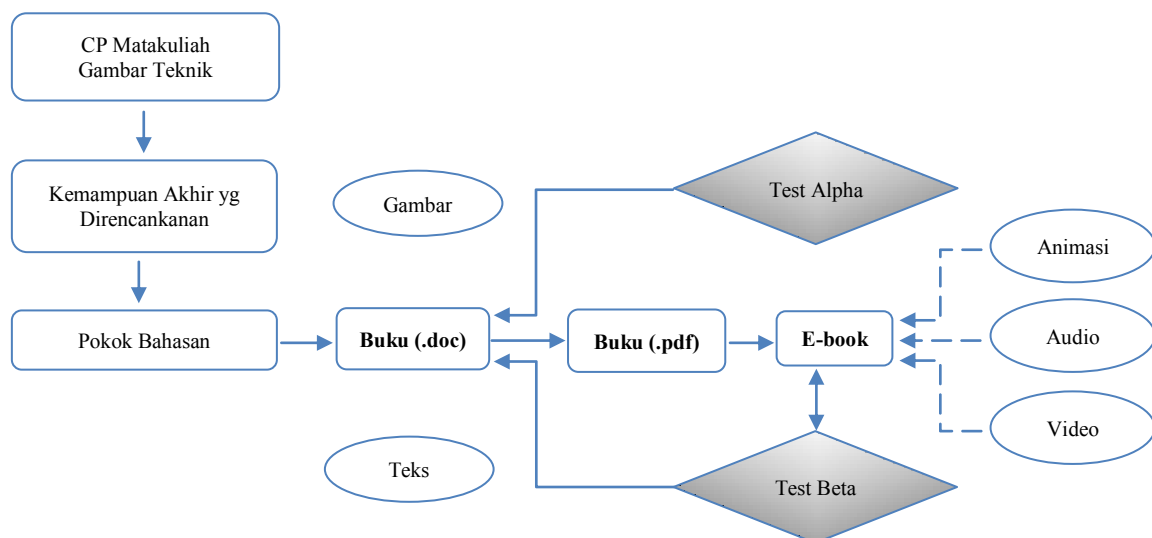 CP Matakuliah
Gambar Teknik
Kemampuan Akhir yg
Direncankanan
Pokok Bahasan
Gambar
Buku (.doc)
Teks
Buku (.pdf)
Test Alpha
E-book
Test Beta
Animasi
Audio
Video